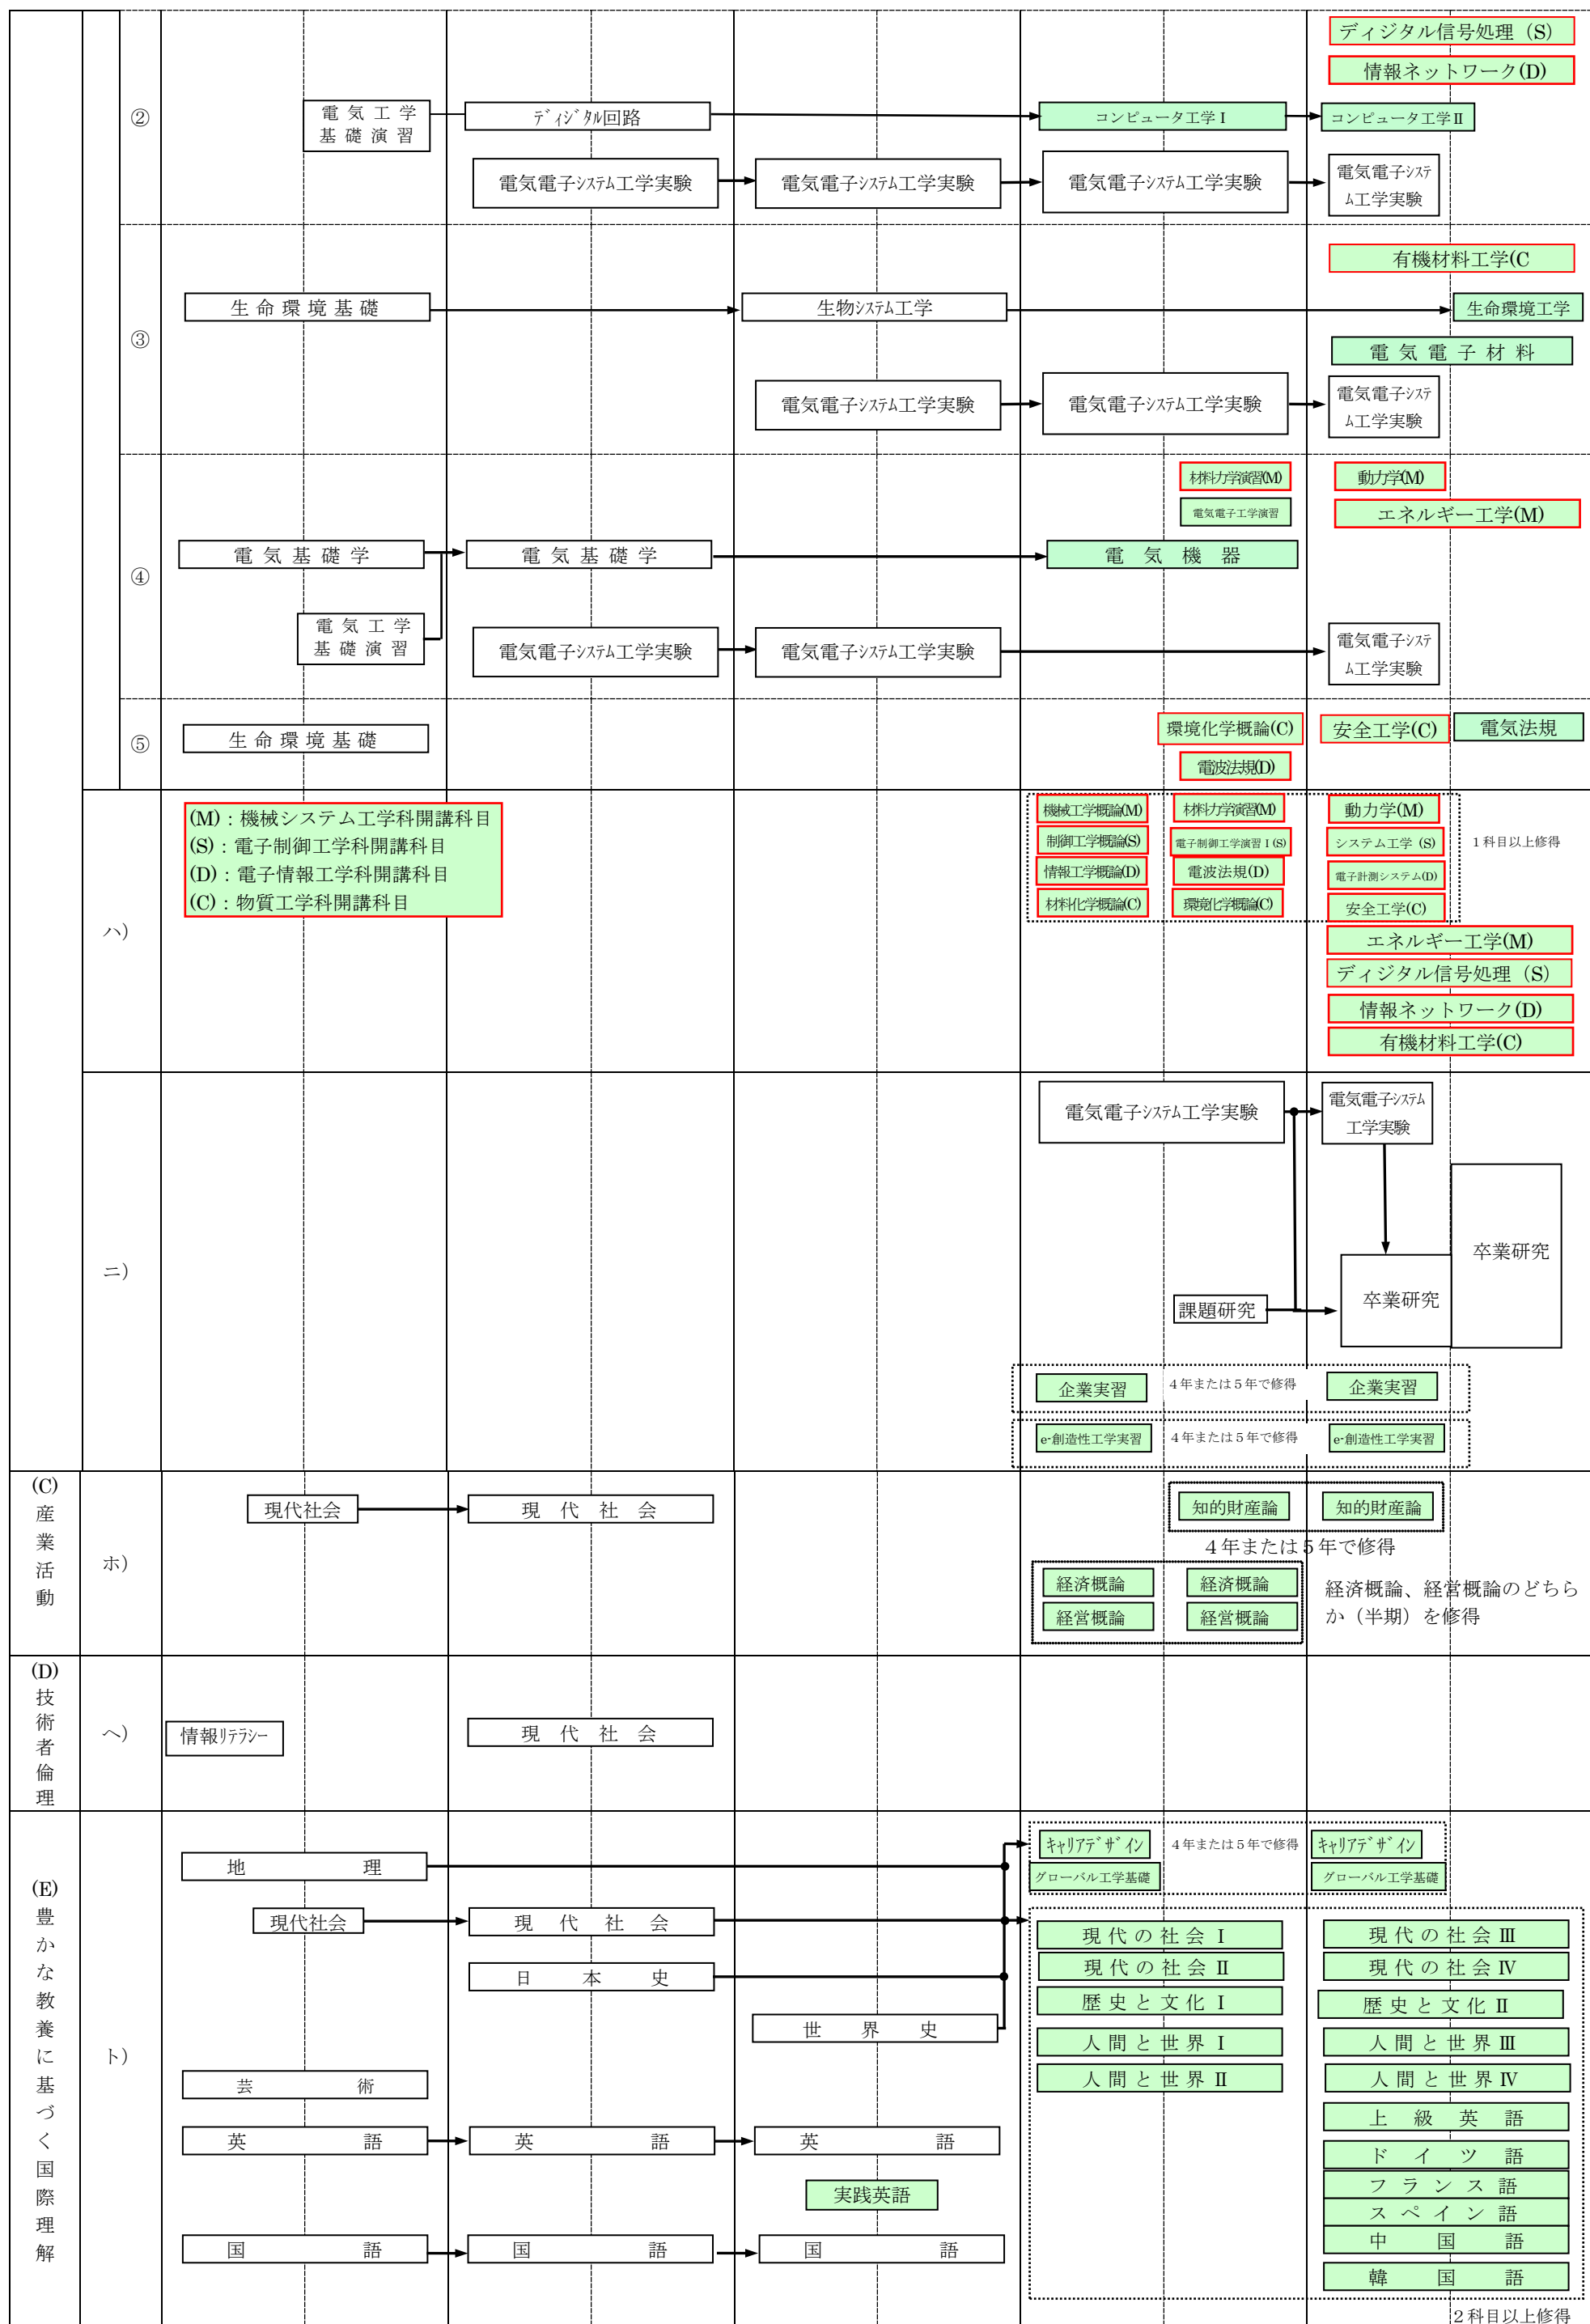 ディジタル信号処理（S）
情報ネットワーク(D)
②
電気工学
基礎演習
ディジタル回路
コンピュータ工学Ⅰ
コンピュータ工学Ⅱ
電気電子システム工学実験
電気電子システム工学実験
電気電子システム工学実験
電気電子システ
ム工学実験
有機材料工学(C
③
生命環境基礎
生物システム工学
生命環境工学
電気電子材料
電気電子システム工学実験
電気電子システム工学実験
電気電子システ
ム工学実験
材料力学演習(M)
動力学(M)
電気電子工学演習
エネルギー工学(M)
④
電気基礎学
電気基礎学
電気機器
電気工学
基礎演習
電気電子システム工学実験
電気電子システム工学実験
電気電子システ
ム工学実験
⑤
生命環境基礎
環境化学概論(C)
安全工学(C)
電気法規
電波法規(D)
ハ）
(M)：機械システム工学科開講科目
(S)：電子制御工学科開講科目
(D)：電子情報工学科開講科目
(C)：物質工学科開講科目
機械工学概論(M)
材料力学演習(M)
動力学(M)
制御工学概論(S)
電子制御工学演習Ⅰ(S)
システム工学 (S)
1科目以上修得
情報工学概論(D)
電波法規(D)
電子計測システム(D)
材料化学概論(C)
環境化学概論(C)
安全工学(C)
エネルギー工学(M)
ディジタル信号処理（S）
情報ネットワーク(D)
有機材料工学(C)
ニ）
電気電子システム工学実験
電気電子システム
工学実験
卒業研究
卒業研究
課題研究
企業実習
４年または５年で修得
企業実習
e-創造性工学実習
４年または５年で修得
e-創造性工学実習
(C)
産
業
活
動
ホ）
現代社会
現代社会
知的財産論
知的財産論
４年または５年で修得
経済概論
経済概論
経営概論
経営概論
経済概論、経営概論のどちら
か（半期）を修得
(D)
技
術
者
倫
理
ヘ）
情報リテラシー
現代社会
(E)
豊
か
な
教
養
に
基
づ
く
国
際
理
解
ト）
地理
キャリアデザイン
４年または５年で修得
キャリアデザイン
グローバル工学基礎
グローバル工学基礎
現代社会
現代社会
現代の社会Ⅰ
現代の社会Ⅲ
日本史
現代の社会Ⅱ
現代の社会Ⅳ
歴史と文化Ⅰ
歴史と文化Ⅱ
世界史
人間と世界Ⅰ
人間と世界Ⅲ
芸術
人間と世界Ⅱ
人間と世界Ⅳ
上級英語
英語
英語
英語
ドイツ語
実践英語
フランス語
スペイン語
国語
国語
国語
中国語
韓国語
２科目以上修得